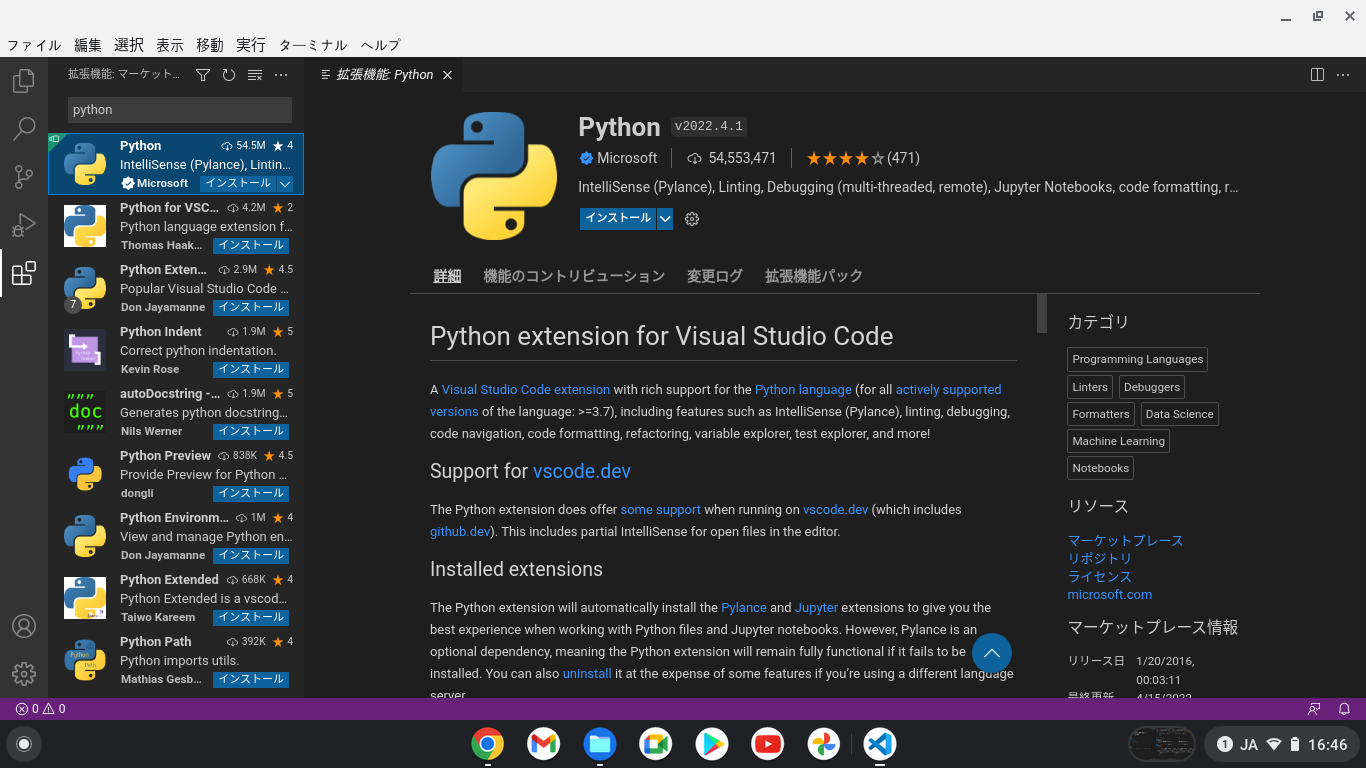 ファイル 編集 選択 表示 移動 実行 ターミナル ヘルプ
拡張機能: マーケット...
python
Python 54.5M 4
IntelliSense (Pylance), Lintin...
Microsoft インストール
Python for VSC... 4.2M 2
Python language extension f...
Thomas Haak... インストール
Python Exten... 2.9M 4.5
Popular Visual Studio Code ...
7
Don Jayamanne インストール
Python Indent 1.9M 5
Correct python indentation.
Kevin Rose インストール
autoDocstring -... 1.9M 5
"""
doc
"""
Generates python docstring...
Nils Werner インストール
Python Preview 838K 4.5
Provide Preview for Python ...
dongli インストール
Python Environm... 1M 4
View and manage Python en...
Don Jayamanne インストール
Python Extended 668K 4
Python Extended is a vscod...
Taiwo Kareem インストール
Python Path 392K 4
Python
Path
Python imports utils.
Mathias Gesb... インストール
拡張機能: Python
Python v2022.4.1
Microsoft 54,553,471 (471)
IntelliSense (Pylance), Linting, Debugging (multi-threaded, remote), Jupyter Notebooks, code formatting, r...
インストール
詳細 機能のコントリビューション 変更ログ 拡張機能パック
Python extension for Visual Studio Code
A Visual Studio Code extension with rich support for the Python language (for all actively supported
versions of the language: >=3.7), including features such as IntelliSense (Pylance), linting, debugging,
code navigation, code formatting, refactoring, variable explorer, test explorer, and more!
Support for vscode.dev
The Python extension does offer some support when running on vscode.dev (which includes
github.dev). This includes partial IntelliSense for open files in the editor.
Installed extensions
The Python extension will automatically install the Pylance and Jupyter extensions to give you the
best experience when working with Python files and Jupyter notebooks. However, Pylance is an
optional dependency, meaning the Python extension will remain fully functional if it fails to be
installed. You can also uninstall it at the expense of some features if you're using a different language
server.
カテゴリ
Programming Languages
Linters Debuggers
Formatters Data Science
Machine Learning
Notebooks
リソース
マーケットプレース
リポジトリ
ライセンス
microsoft.com
マーケットプレース情報
リリース日 1/20/2016,
00:03:11
最終更新 4/15/2022,
0 0
1 JA 16:46